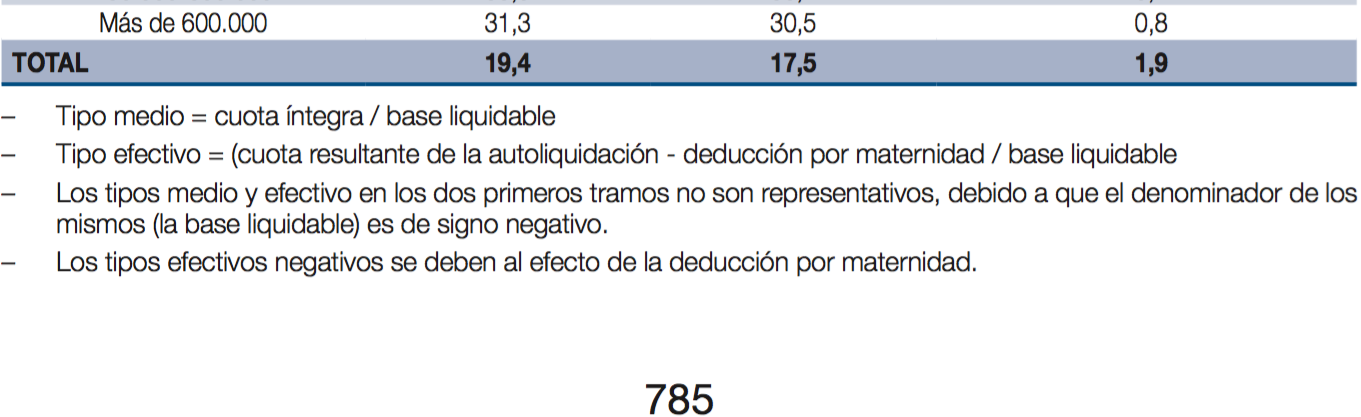 Más de 600.000 31,3 30,5 0,8
TOTAL 19,4 17,5 1,9
– Tipo medio = cuota íntegra / base liquidable
– Tipo efectivo = (cuota resultante de la autoliquidación - deducción por maternidad / base liquidable
– Los tipos medio y efectivo en los dos primeros tramos no son representativos, debido a que el denominador de los
mismos (la base liquidable) es de signo negativo.
– Los tipos efectivos negativos se deben al efecto de la deducción por maternidad.
785